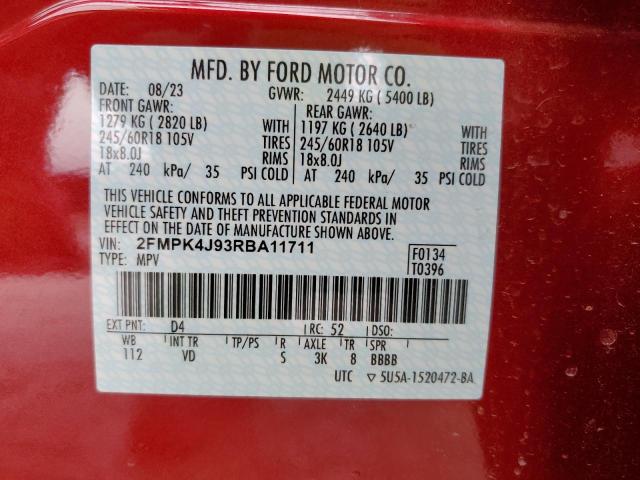 MFD. BY FORD MOTOR CO.
DATE: 08/23 GVWR: 2449 KG ( 5400 LB)
FRONT GAWR: REAR GAWR:
1279 KG ( 2820 LB) WITH 1197 KG ( 2640 LB) WITH
245/60R18 105V TIRES 245/60R18 105V TIRES
18x8.0J RIMS 18x8.0J RIMS
AT 240 kPa/ 35 PSI COLD AT 240 kPa/ 35 PSI COLD
THIS VEHICLE CONFORMS TO ALL APPLICABLE FEDERAL MOTOR
VEHICLE SAFETY AND THEFT PREVENTION STANDARDS IN
EFFECT ON THE DATE OF MANUFACTURE SHOWN ABOVE.
VIN: 2FMPK4J93RBA11711 F0134
TYPE: MPV T0396
EXT PNT: D4 RC: 52 DSO:
WB INT TR TP/PS R AXLE TR SPR
112 VD S 3K 8 BBBB
UTC ▽ 5U5A-1520472-BA